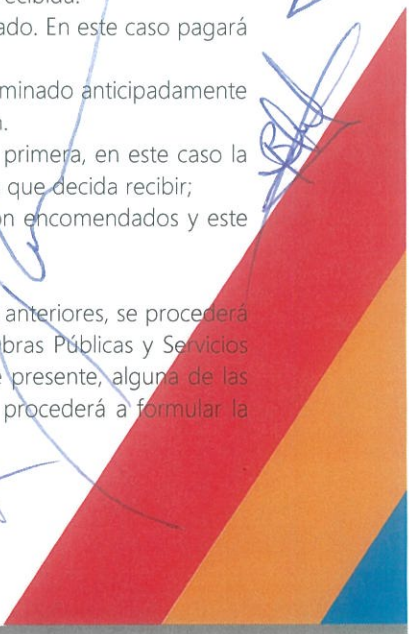 recibida.
ado. En este caso pagará
minado anticipadamente
primera, en este caso la
que decida recibir;
on encomendados y este
anteriores, se procederá
bras Públicas y Servicios
presente, alguna de las
procederá a formular la